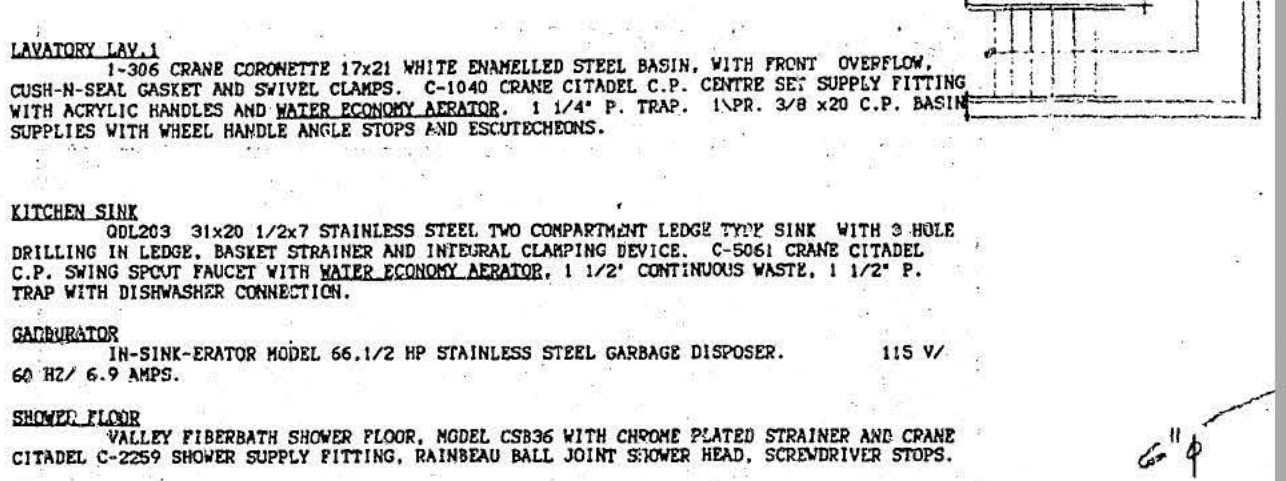 LAVATORY LAV.1
1-306 CRANE CORONETTE 17x21 WHITE ENAMELLED STEEL BASIN, WITH FRONT OVERFLOW,
CUSH-N-SEAL GASKET AND SWIVEL CLAMPS. C-1040 CRANE CITADEL C.P. CENTRE SET SUPPLY FITTING
WITH ACRYLIC HANDLES AND WATER ECONOMY AERATOR. 1 1/4" P. TRAP. 1\PR. 3/8 x20 C.P. BASIN
SUPPLIES WITH WHEEL HANDLE ANGLE STOPS AND ESCUTECHEONS.
KITCHEN SINK
QDL203 31x20 1/2x7 STAINLESS STEEL TWO COMPARTMENT LEDGE TYPE SINK WITH 3 HOLE
DRILLING IN LEDGE, BASKET STRAINER AND INTEGRAL CLAMPING DEVICE. C-5061 CRANE CITADEL
C.P. SWING SPOUT FAUCET WITH WATER ECONOMY AERATOR, 1 1/2" CONTINUOUS WASTE, 1 1/2" P.
TRAP WITH DISHWASHER CONNECTION.
GARBURATOR
IN-SINK-ERATOR MODEL 66,1/2 HP STAINLESS STEEL GARBAGE DISPOSER. 115 V/
60 HZ/ 6.9 AMPS.
SHOWER FLOOR
VALLEY FIBERBATH SHOWER FLOOR, MODEL CSB36 WITH CHROME PLATED STRAINER AND CRANE
CITADEL C-2259 SHOWER SUPPLY FITTING, RAINBEAU BALL JOINT SHOWER HEAD, SCREWDRIVER STOPS.
6"φ